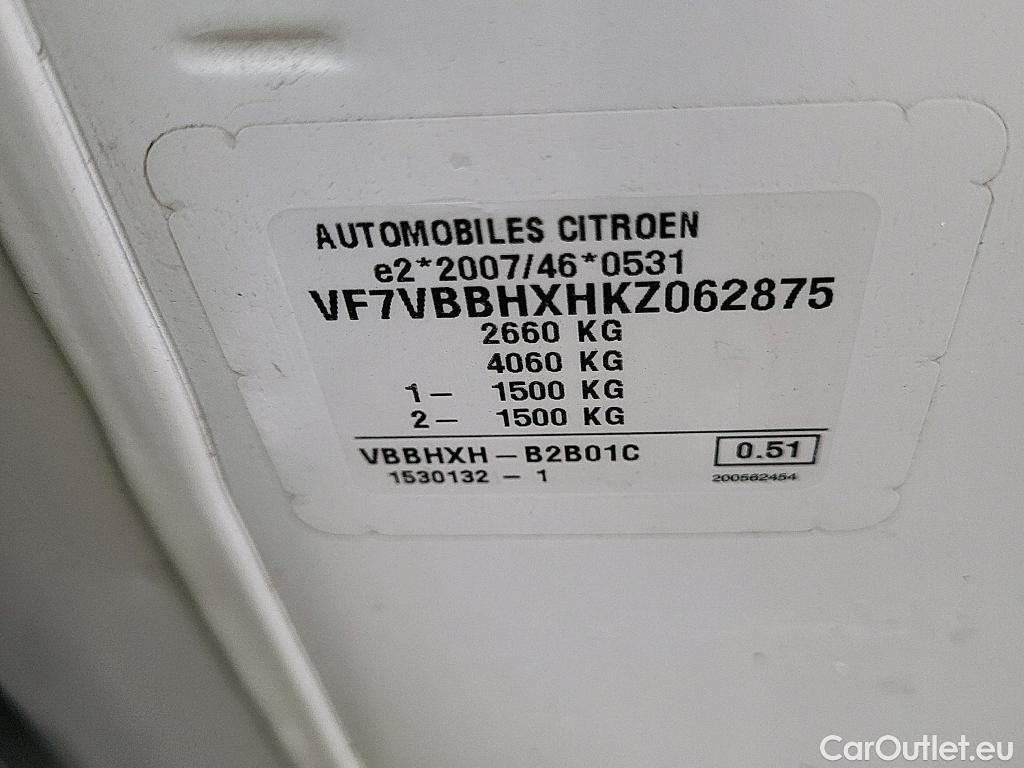 AUTOMOBILES CITROEN
e2*2007/46*0531
VF7VBBHXHKZ062875
2660 KG
4060 KG
1- 1500 KG
2- 1500 KG
VBBHXH-B2B01C 0.51
1530132 - 1 200562454
CarOutlet.eu